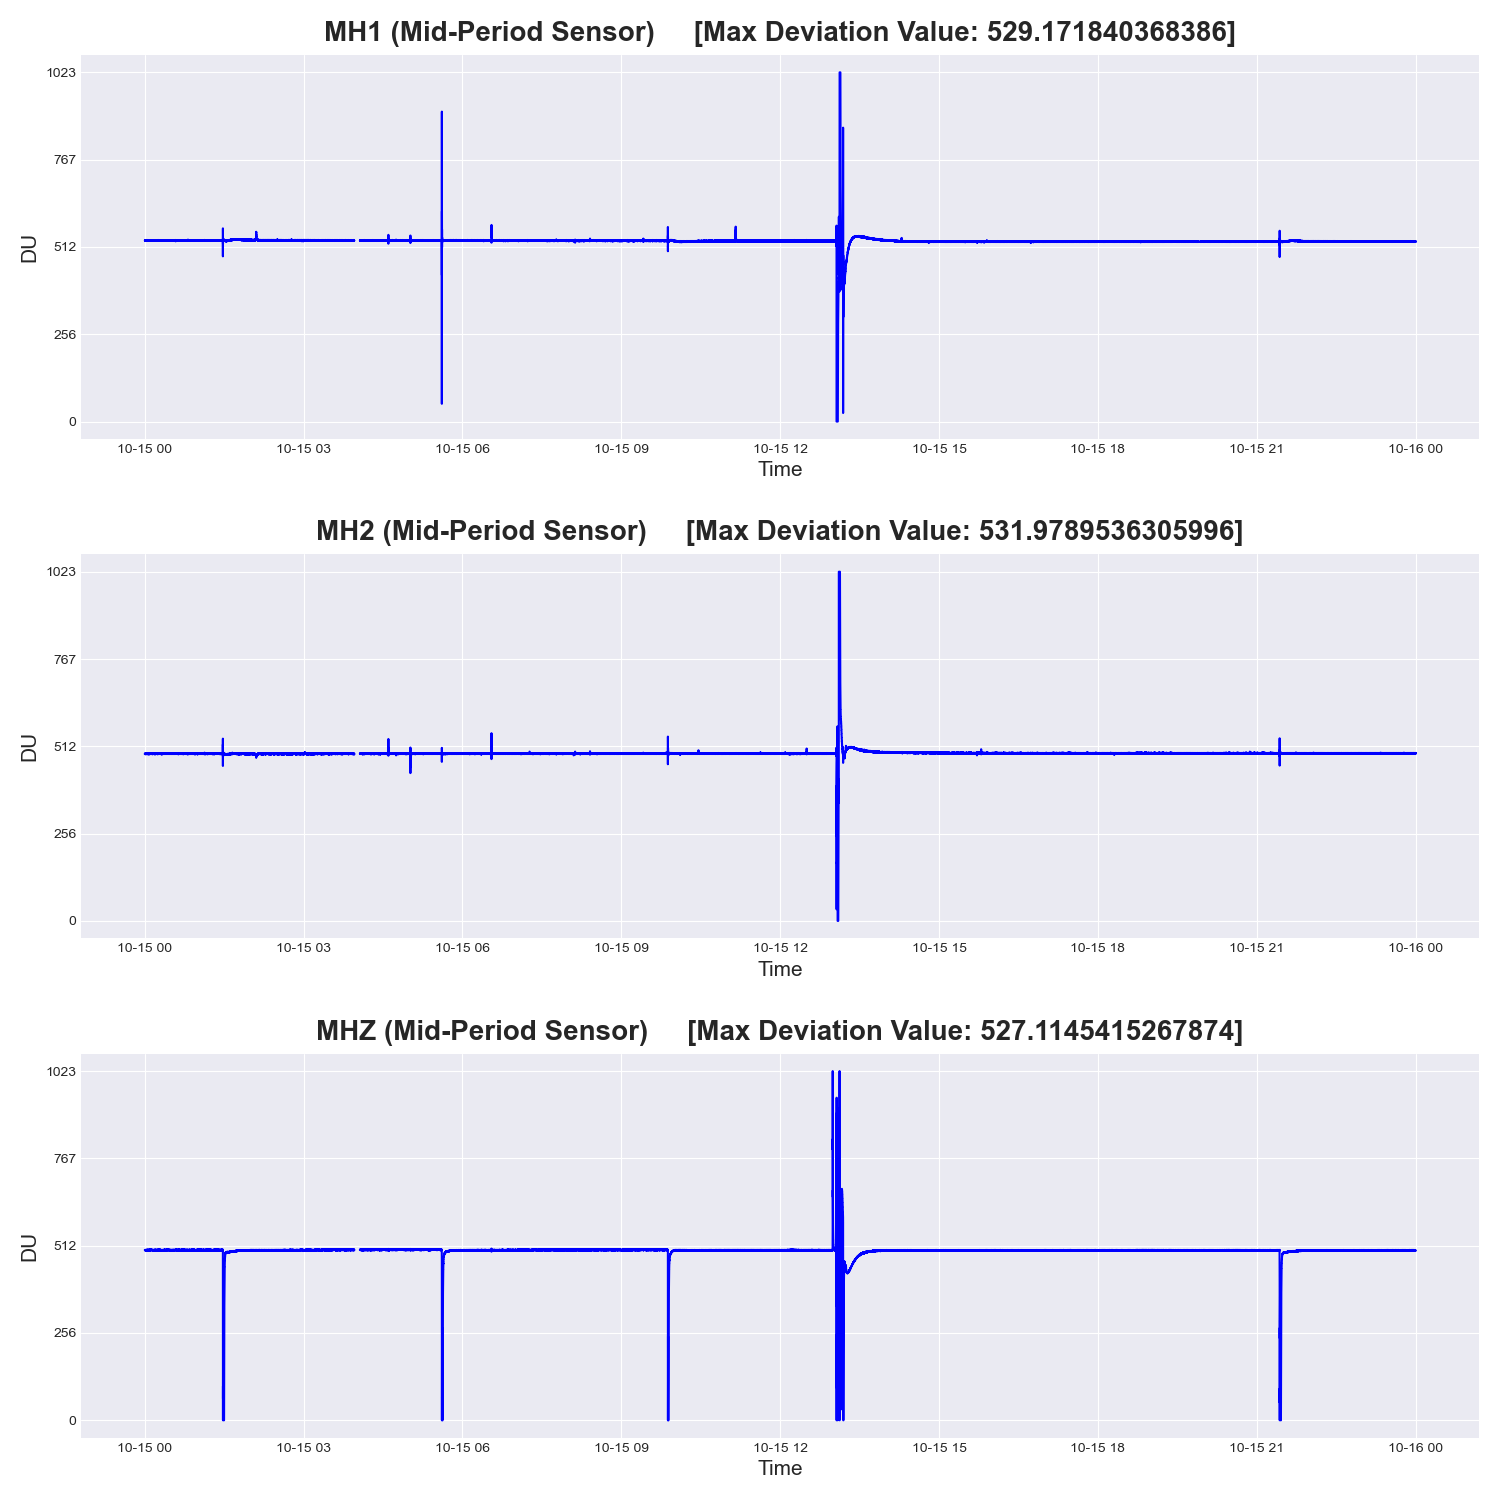 MH1 (Mid-Period Sensor) [Max Deviation Value: 529.171840368386]
1023
767
512
256
0
DU
10-15 00 10-15 03 10-15 06 10-15 09 10-15 12 10-15 15 10-15 18 10-15 21 10-16 00
Time
MH2 (Mid-Period Sensor) [Max Deviation Value: 531.9789536305996]
1023
767
512
256
0
DU
10-15 00 10-15 03 10-15 06 10-15 09 10-15 12 10-15 15 10-15 18 10-15 21 10-16 00
Time
MHZ (Mid-Period Sensor) [Max Deviation Value: 527.1145415267874]
1023
767
512
256
0
DU
10-15 00 10-15 03 10-15 06 10-15 09 10-15 12 10-15 15 10-15 18 10-15 21 10-16 00
Time